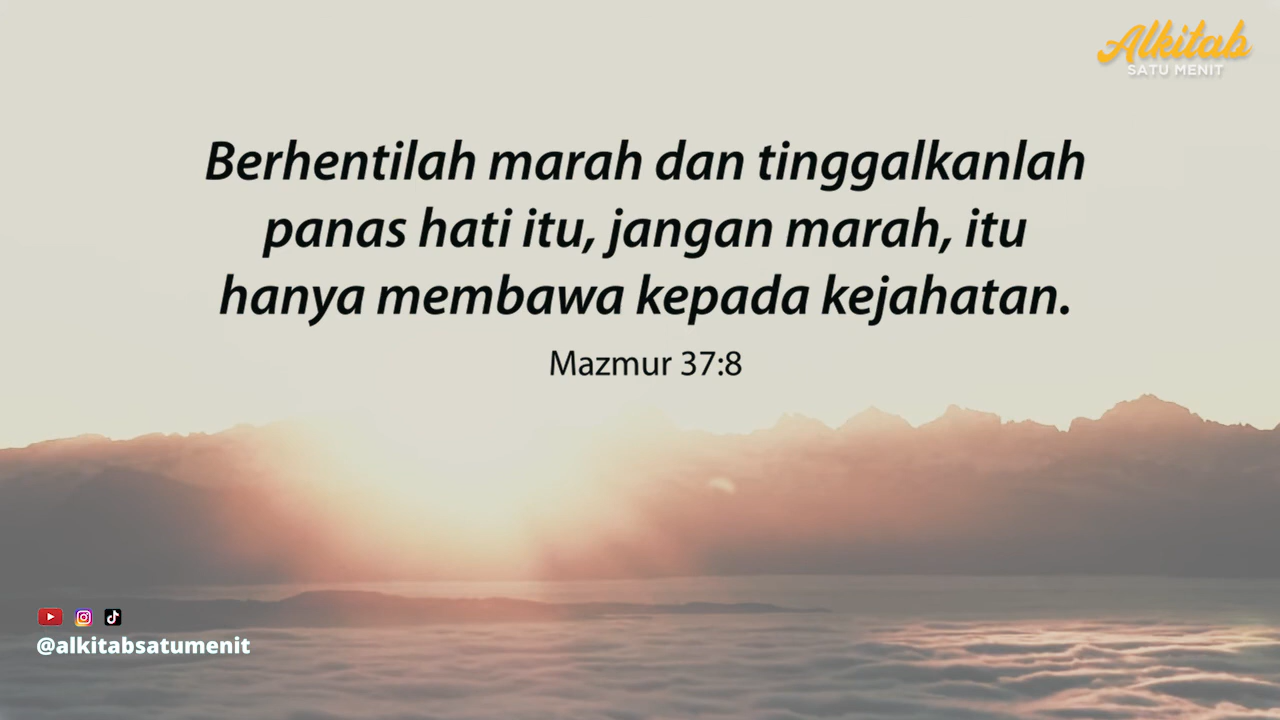 Alkitab
SATU MENIT
Berhentilah marah dan tinggalkanlah
panas hati itu, jangan marah, itu
hanya membawa kepada kejahatan.
Mazmur 37:8
@alkitabsatumenit